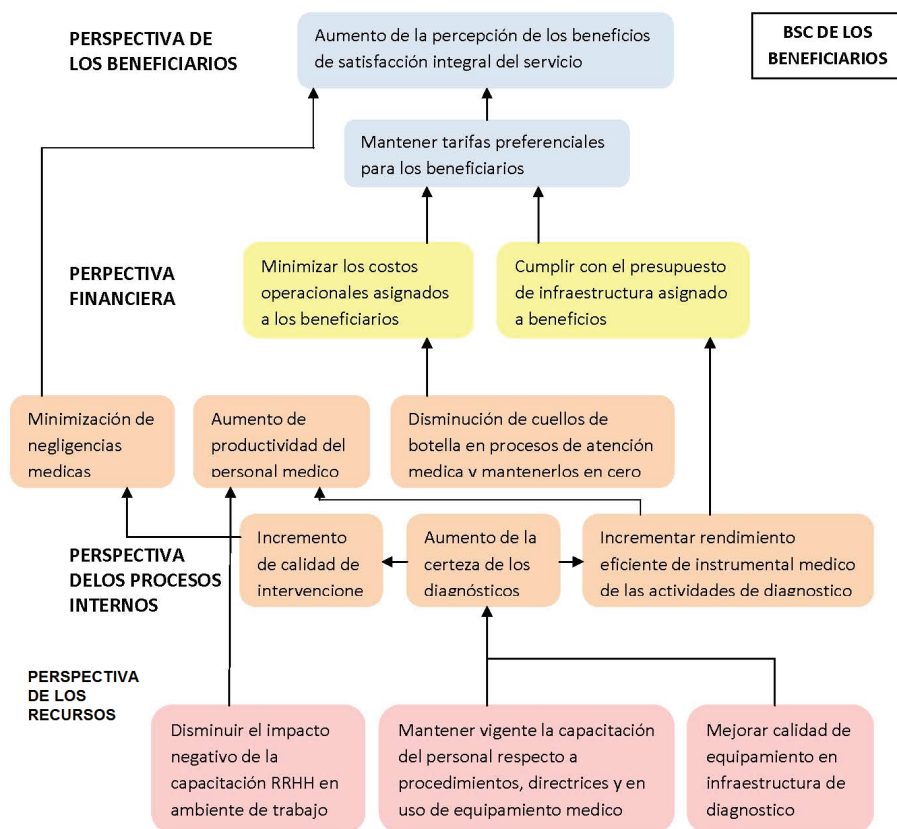 PERSPECTIVA DE
LOS BENEFICIARIOS
Aumento de la percepción de los beneficios
de satisfacción integral del servicio
BSC DE LOS
BENEFICIARIOS
Mantener tarifas preferenciales
para los beneficiarios
PERPECTIVA
FINANCIERA
Minimizar los costos
operacionales asignados
a los beneficiarios
Cumplir con el presupuesto
de infraestructura asignado
a beneficios
Minimización de
negligencias
medicas
Aumento de
productividad del
personal medico
Disminución de cuellos de
botella en procesos de atención
medica y mantenerlos en cero
PERSPECTIVA
DELOS PROCESOS
INTERNOS
Incremento
de calidad de
intervencione
Aumento de la
certeza de los
diagnósticos
Incrementar rendimiento
eficiente de instrumental medico
de las actividades de diagnostico
PERSPECTIVA
DE LOS
RECURSOS
Disminuir el impacto
negativo de la
capacitación RRHH en
ambiente de trabajo
Mantener vigente la capacitación
del personal respecto a
procedimientos, directrices y en
uso de equipamiento medico
Mejorar calidad de
equipamiento en
infraestructura de
diagnostico